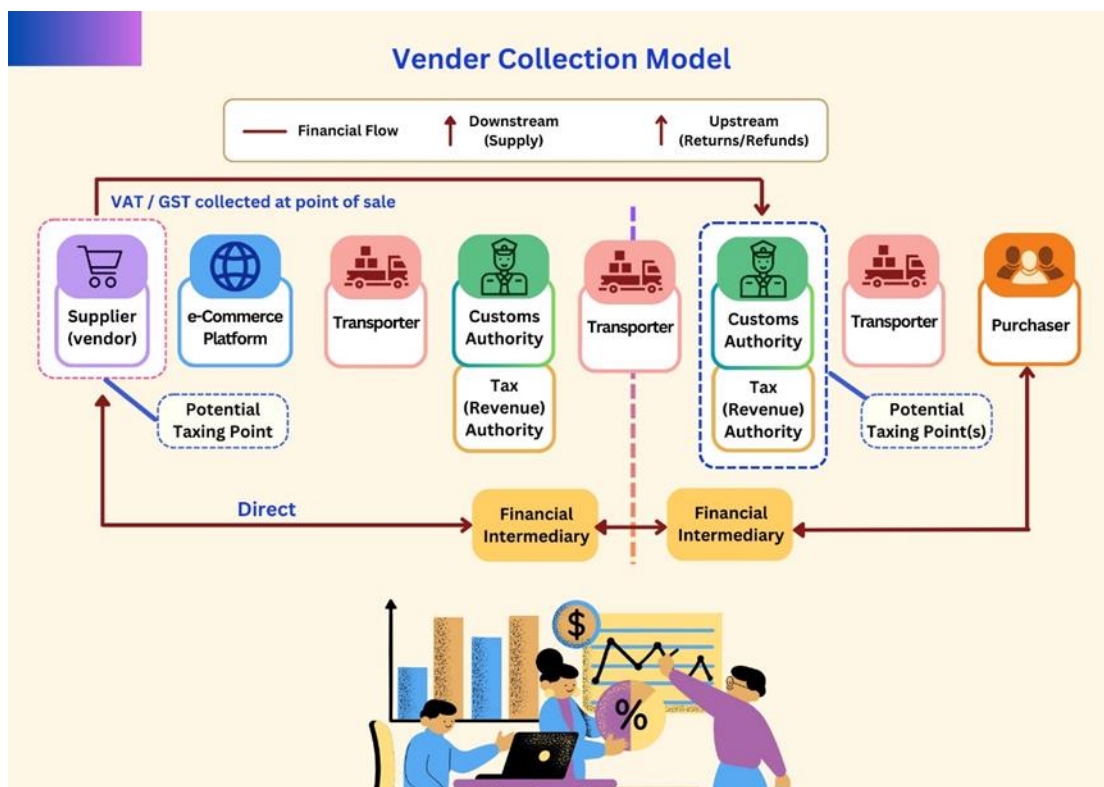 Vender Collection Model
Financial Flow
Downstream
(Supply)
Upstream
(Returns/Refunds)
VAT / GST collected at point of sale
Supplier
(vendor)
e-Commerce
Platform
Transporter
Customs
Authority
Tax
(Revenue)
Authority
Transporter
Customs
Authority
Tax
(Revenue)
Authority
Transporter
Purchaser
Potential
Taxing Point
Potential
Taxing Point(s)
Direct
Financial
Intermediary
Financial
Intermediary
$
%